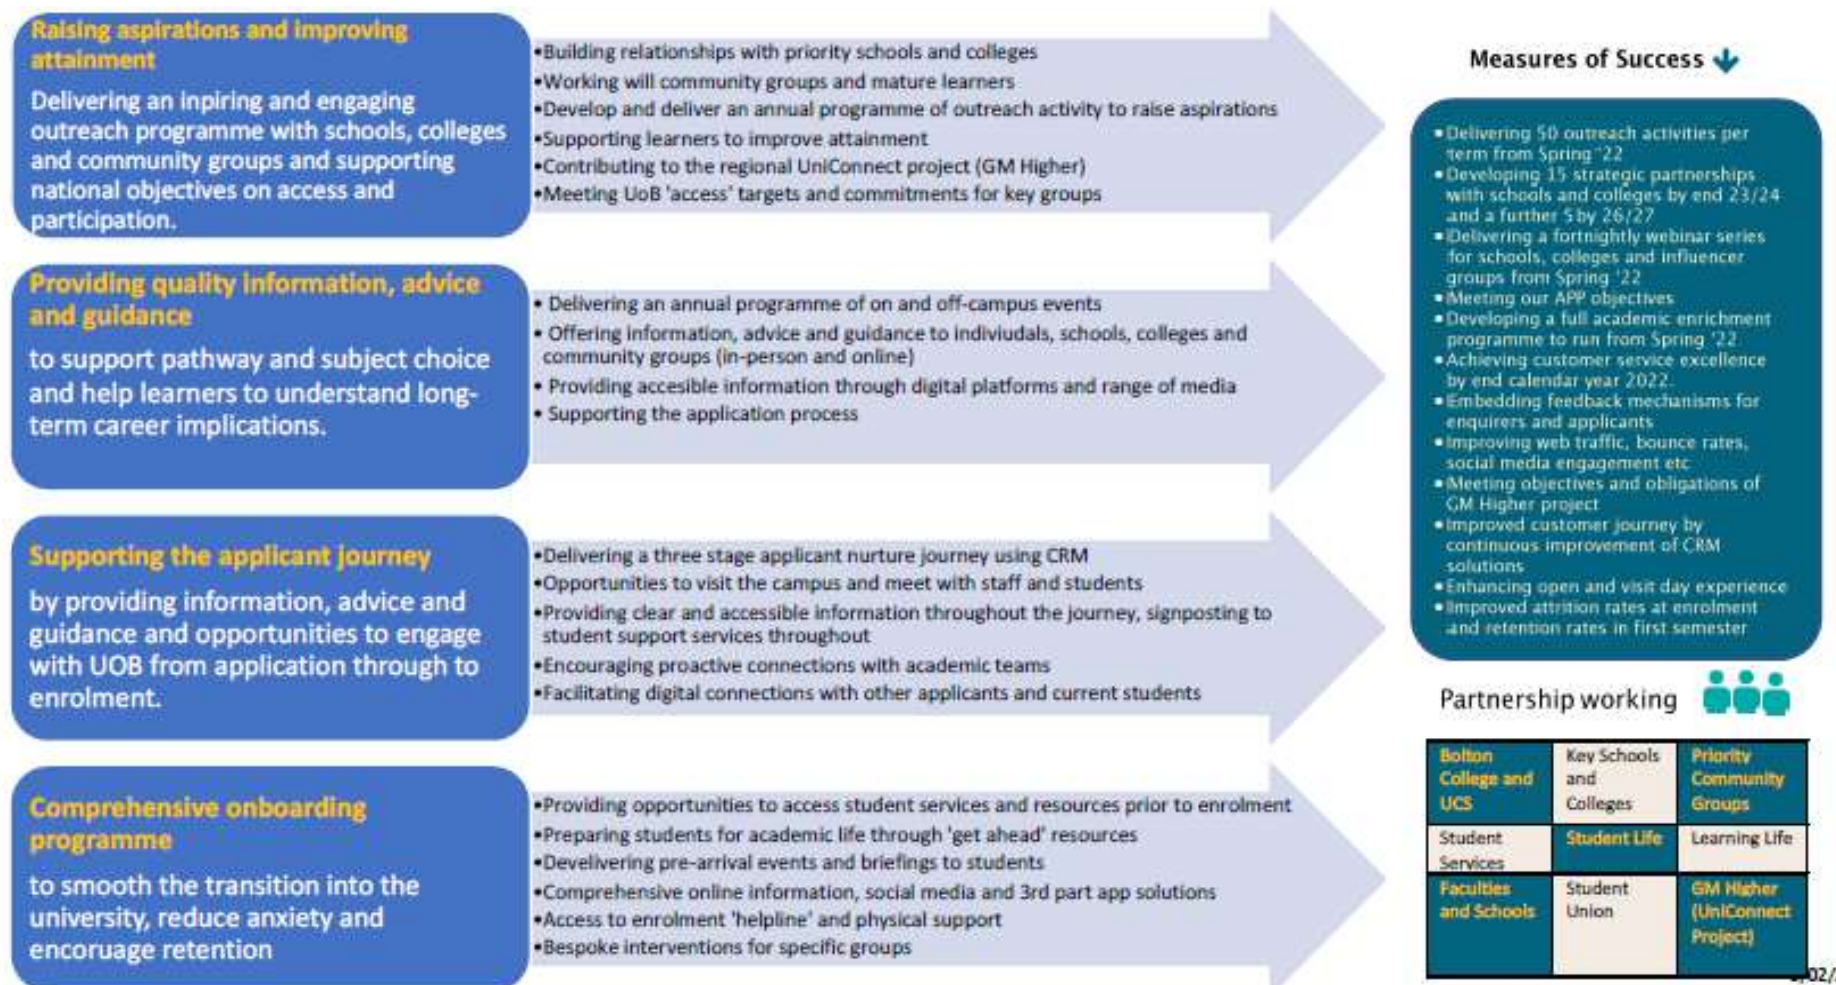 Raising aspirations and improving
attainment
Delivering an inpiring and engaging
outreach programme with schools, colleges
and community groups and supporting
national objectives on access and
participation.
•Building relationships with priority schools and colleges
•Working will community groups and mature learners
•Develop and deliver an annual programme of outreach activity to raise aspirations
•Supporting learners to improve attainment
•Contributing to the regional UniConnect project (GM Higher)
•Meeting UoB 'access' targets and commitments for key groups
Providing quality information, advice
and guidance
to support pathway and subject choice
and help learners to understand long-
term career implications.
• Delivering an annual programme of on and off-campus events
• Offering information, advice and guidance to indiviudals, schools, colleges and
community groups (in-person and online)
• Providing accesible information through digital platforms and range of media
• Supporting the application process
Supporting the applicant journey
by providing information, advice and
guidance and opportunities to engage
with UOB from application through to
enrolment.
•Delivering a three stage applicant nurture journey using CRM
•Opportunities to visit the campus and meet with staff and students
•Providing clear and accessible information throughout the journey, signposting to
student support services throughout
•Encouraging proactive connections with academic teams
•Facilitating digital connections with other applicants and current students
Comprehensive onboarding
programme
to smooth the transition into the
university, reduce anxiety and
encoruage retention
•Providing opportunities to access student services and resources prior to enrolment
•Preparing students for academic life through 'get ahead' resources
•Develivering pre-arrival events and briefings to students
•Comprehensive online information, social media and 3rd part app solutions
•Access to enrolment 'helpline' and physical support
•Bespoke interventions for specific groups
Measures of Success
•Delivering 50 outreach activities per
term from Spring '22
•Developing 15 strategic partnerships
with schools and colleges by end 23/24
and a further 5 by 26/27
•Delivering a fortnightly webinar series
for schools, colleges and influencer
groups from Spring '22
•Meeting our APP objectives
•Developing a full academic enrichment
programme to run from Spring '22
•Achieving customer service excellence
by end calendar year 2022.
•Embedding feedback mechanisms for
enquirers and applicants
•Improving web traffic, bounce rates,
social media engagement etc
•Meeting objectives and obligations of
GM Higher project
•Improved customer journey by
continuous improvement of CRM
solutions
•Enhancing open and visit day experience
•Improved attrition rates at enrolment
and retention rates in first semester
Partnership working
Bolton
College and
UCS
Key Schools
and
Colleges
Priority
Community
Groups
Student
Services
Student Life
Learning Life
Faculties
and Schools
Student
Union
GM Higher
(UniConnect
Project)